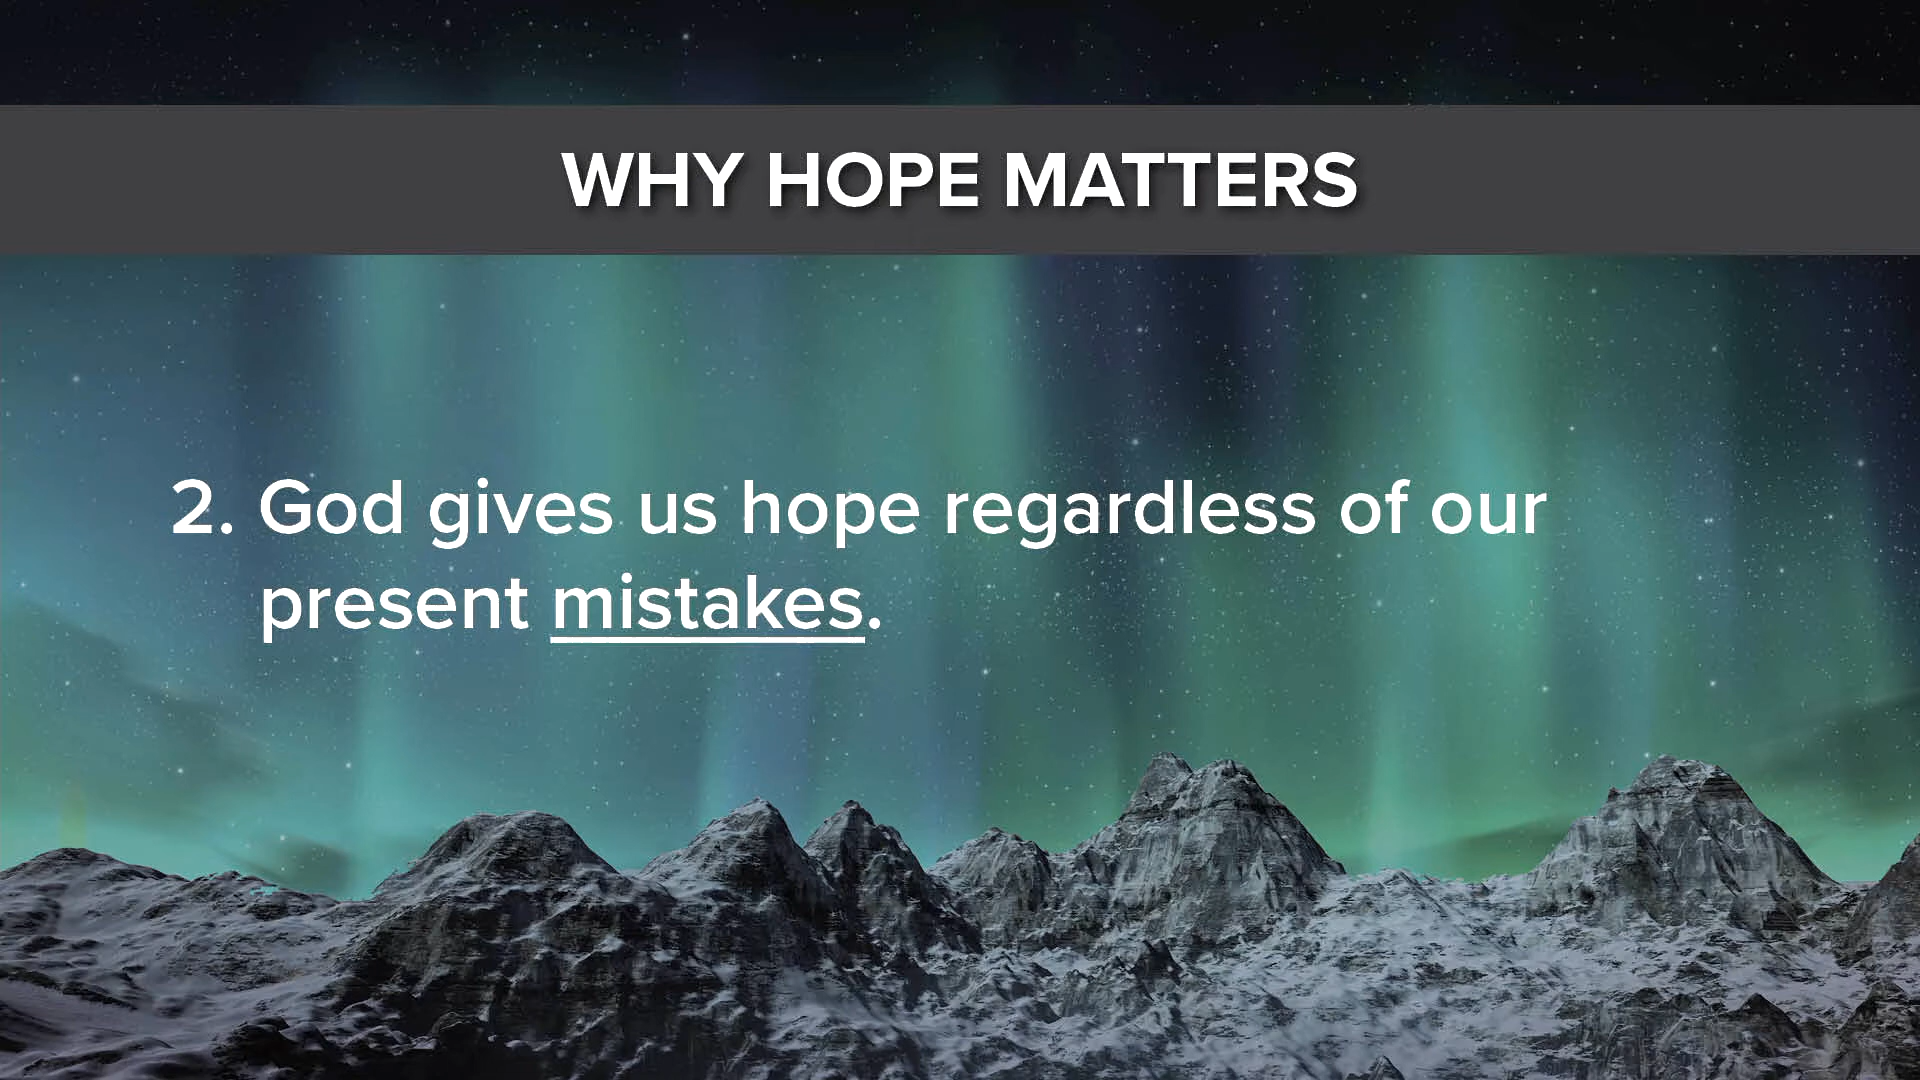 WHY HOPE MATTERS
2. God gives us hope regardless of our
present mistakes.